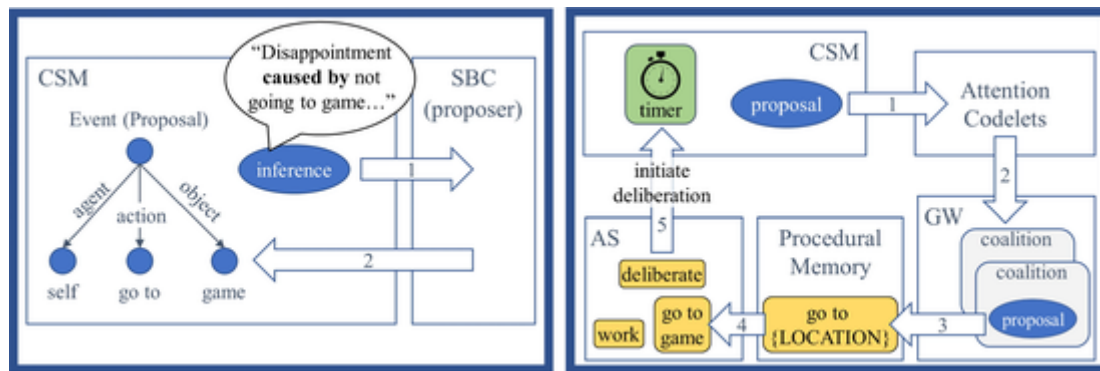 CSM
“Disappointment
caused by not
going to game…”
SBC
(proposer)
Event (Proposal)
inference
1
agent
action
object
2
self
go to
game
CSM
timer
proposal
1
Attention
Codelets
initiate
deliberation
2
5
AS
deliberate
work
go to
game
4
Procedural
Memory
go to
{LOCATION}
3
GW
coalition
coalition
proposal